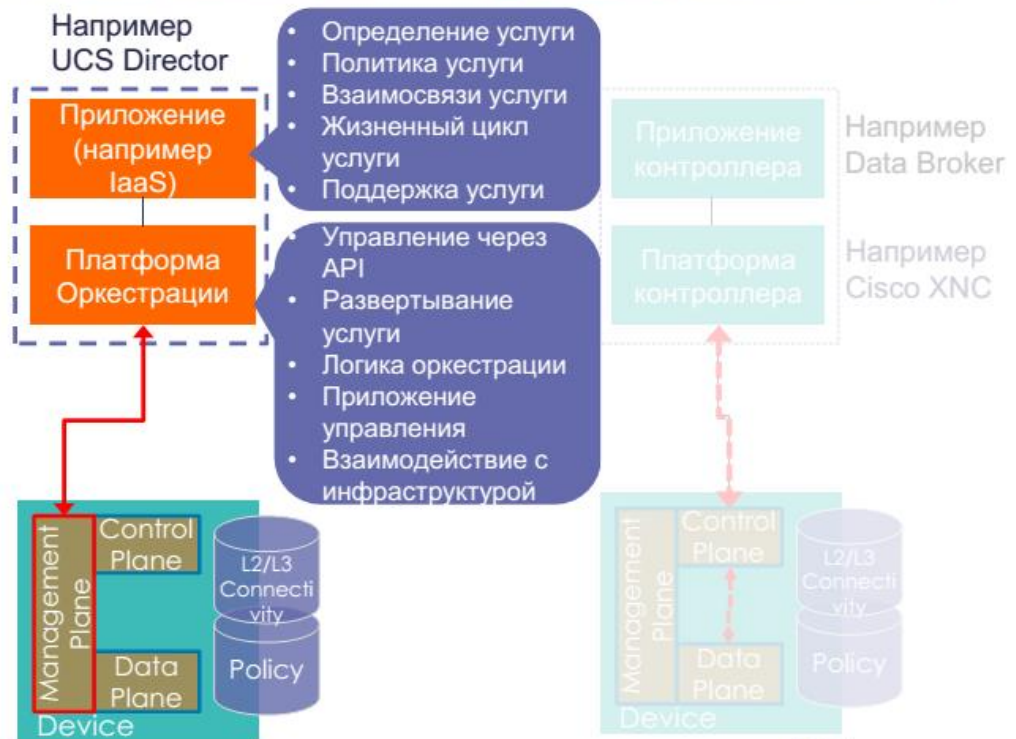 Например
UCS Director
Приложение
(например
IaaS)
Платформа
Оркестрации
• Определение услуги
• Политика услуги
• Взаимосвязи услуги
• Жизненный цикл
услуги
• Поддержка услуги
• Управление через
API
• Развертывание
услуги
• Логика оркестрации
• Приложение
управления
• Взаимодействие с
инфраструктурой
Management
Plane
Control
Plane
Data
Plane
Device
L2/L3
Connecti
vity
Policy
Приложение
контроллера
Например
Data Broker
Платформа
контроллера
Например
Cisco XNC
Management
Plane
Control
Plane
Data
Plane
Device
L2/L3
Connecti
vity
Policy